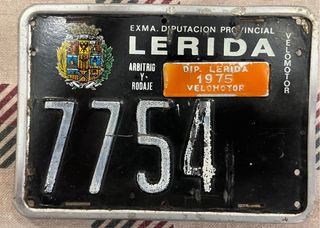 EXMA. DIPUTACION PROVINCIAL
LERIDA
ARBITRIO
Y
RODAJE
DIP. LERIDA
1975
VELOMOTOR
VELOMOTOR
7754